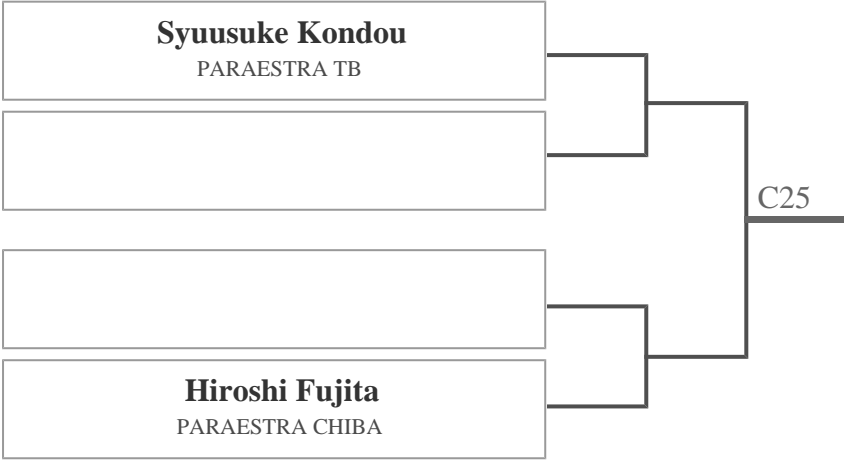 Syuusuke Kondou
PARAESTRA TB
C25
Hiroshi Fujita
PARAESTRA CHIBA